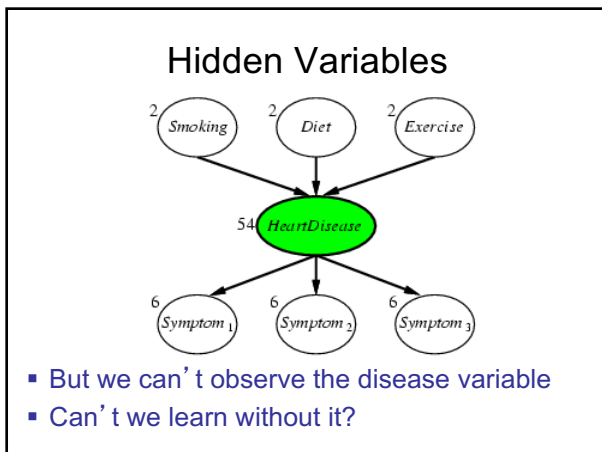 Hidden Variables
2 Smoking 2 Diet 2 Exercise
54 HeartDisease
6 Symptom 1 6 Symptom 2 6 Symptom 3
▪ But we can’t observe the disease variable
▪ Can’t we learn without it?